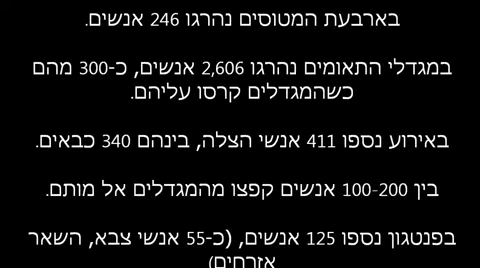 בארבעת המטוסים נהרגו 246 אנשים.
במגדלי התאומים נהרגו 2,606 אנשים, כ-300 מהם
כשהמגדלים קרסו עליהם.
באירוע נספו 411 אנשי הצלה, בינהם 340 כבאים.
בין 100-200 אנשים קפצו מהמגדלים אל מותם.
בפנטגון נספו 125 אנשים, (כ-55 אנשי צבא, השאר
אזרחים)